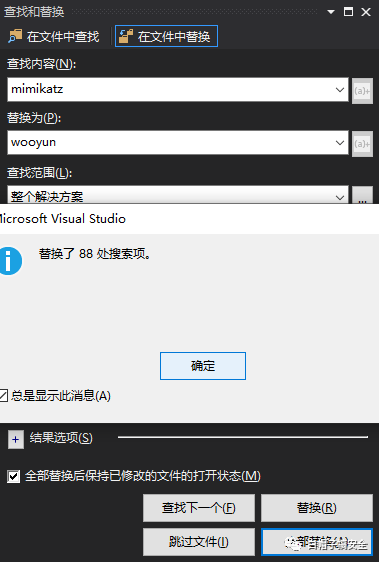 查找和替换
在文件中查找 在文件中替换
查找内容(N):
mimikatz
(a)+
替换为(P):
wooyun
(a)+
查找范围(L):
整个解决方案
...
Microsoft Visual Studio
替换了 88 处搜索项。
确定
总是显示此消息(A)
+ 结果选项(S)
全部替换后保持已修改的文件的打开状态(M)
查找下一个(F) 替换(R)
跳过文件(I) 全部替换(A)